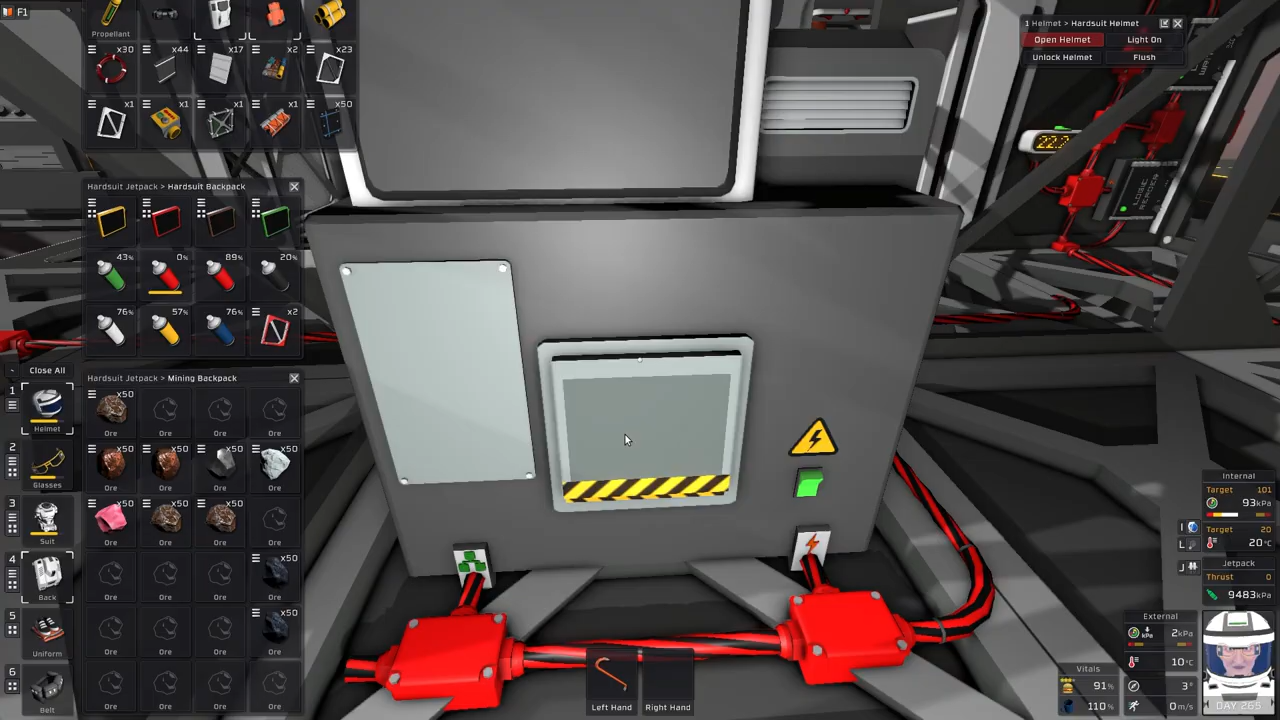 F1
Propellant
x30 x44 x17 x2 x23
x1 x1 x1 x1 x50
Hardsuit Jetpack > Hardsuit Backpack
43% 0% 89% 20%
76% 57% 76% x2
Close All
Hardsuit Jetpack > Mining Backpack
x50
Ore Ore Ore Ore
x50 x50 x50 x50
Ore Ore Ore Ore
x50 x50 x50
Ore Ore Ore Ore
x50
Ore Ore Ore Ore
x50
Ore Ore Ore Ore
Ore Ore Ore Ore
1
Helmet
2
Glasses
3
Suit
4
Back
5
Uniform
6
Belt
Left Hand Right Hand
1 Helmet > Hardsuit Helmet
Open Helmet Light On
Unlock Helmet Flush
LOGIC
READER
Internal
Target 101
93kPa
Target 20
20°C
Jetpack
Thrust 0
9483kPa
External
kPa 2kPa
10°C
3°
0m/s
Vitals
91%
110%
I
L
J
DAY 265